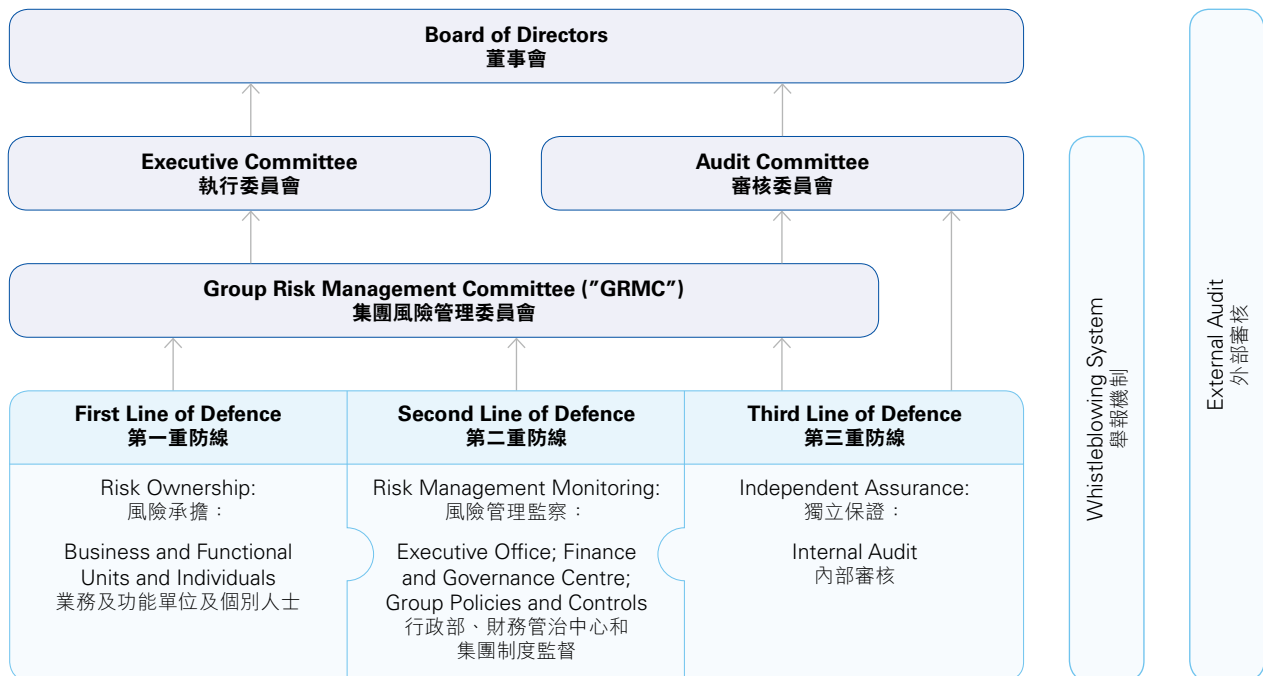 Board of Directors
董事會
Executive Committee
執行委員會
Audit Committee
審核委員會
Group Risk Management Committee (”GRMC”)
集團風險管理委員會
First Line of Defence
第一重防線
Second Line of Defence
第二重防線
Third Line of Defence
第三重防線
Risk Ownership:
風險承擔：
Business and Functional
Units and Individuals
業務及功能單位及個別人士
Risk Management Monitoring:
風險管理監察：
Executive Office; Finance
and Governance Centre;
Group Policies and Controls
行政部、財務管治中心和
集團制度監督
Independent Assurance:
獨立保證：
Internal Audit
內部審核
Whistleblowing System
舉報機制
External Audit
外部審核